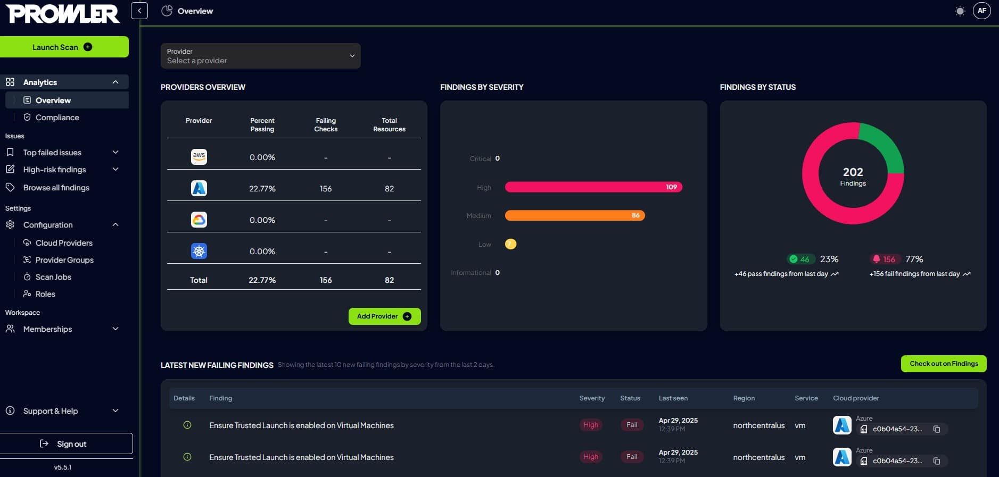 PROWLER
Overview
AF
Launch Scan
Analytics
Overview
Compliance
Issues
Top failed issues
High-risk findings
Browse all findings
Settings
Configuration
Cloud Providers
Provider Groups
Scan Jobs
Roles
Workspace
Memberships
Support & Help
Sign out
v5.5.1
Provider
Select a provider
PROVIDERS OVERVIEW
Provider Percent Passing Failing Checks Total Resources
aws 0.00% - -
22.77% 156 82
0.00% - -
0.00% - -
Total 22.77% 156 82
Add Provider
FINDINGS BY SEVERITY
Critical 0
High 109
Medium 86
Low 7
Informational 0
FINDINGS BY STATUS
202
Findings
46 23%
+46 pass findings from last day
156 77%
+156 fail findings from last day
LATEST NEW FAILING FINDINGS Showing the latest 10 new failing findings by severity from the last 2 days.
Check out on Findings
Details Finding Severity Status Last seen Region Service Cloud provider
Ensure Trusted Launch is enabled on Virtual Machines High Fail Apr 29, 2025 12:39 PM northcentralus vm Azure c0b04a54-23...
Ensure Trusted Launch is enabled on Virtual Machines High Fail Apr 29, 2025 12:39 PM northcentralus vm Azure c0b04a54-23...